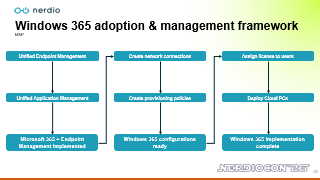 nerdio
Windows 365 adoption & management framework
MSP
Unified Endpoint Management
Create network connections
Assign license to users
Unified Application Management
Create provisioning policies
Deploy Cloud PCs
Microsoft 365 + Endpoint
Management implemented
Windows 365 configurations
ready
Windows 365 implementation
complete
NERDIOCON'26